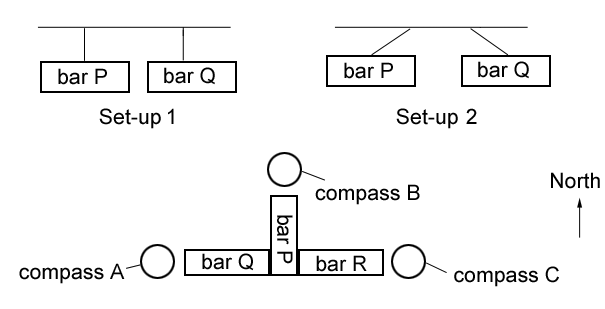 bar P
bar Q
bar P
bar Q
Set-up 1
Set-up 2
compass B
North
bar P
bar Q
bar R
compass A
compass C